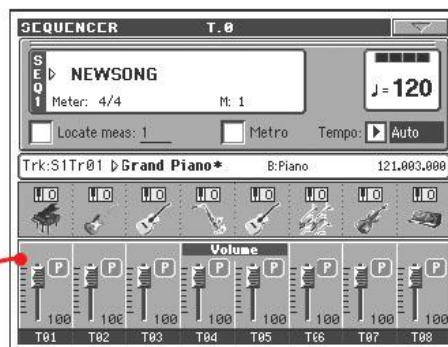 SEQUENCER T.0
SEQ1
NEWSONG
Meter: 4/4 M: 1
♩=120
Locate meas: 1 Metro Tempo: Auto
Trk:S1Tr01 Grand Piano* B:Piano 121.003.000
Volume
P P P P P P P P
100 100 100 100 100 100 100 100
T01 T02 T03 T04 T05 T06 T07 T08